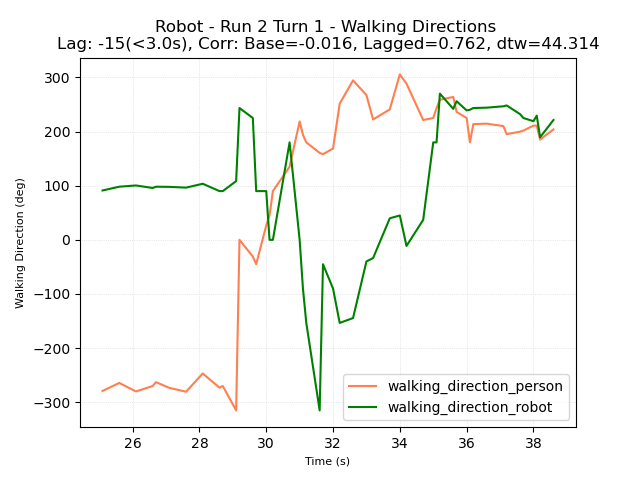 Robot - Run 2 Turn 1 - Walking Directions
Lag: -15(<3.0s), Corr: Base=-0.016, Lagged=0.762, dtw=44.314
300
200
100
0
−100
−200
−300
Walking Direction (deg)
walking_direction_person
walking_direction_robot
26 28 30 32 34 36 38
Time (s)